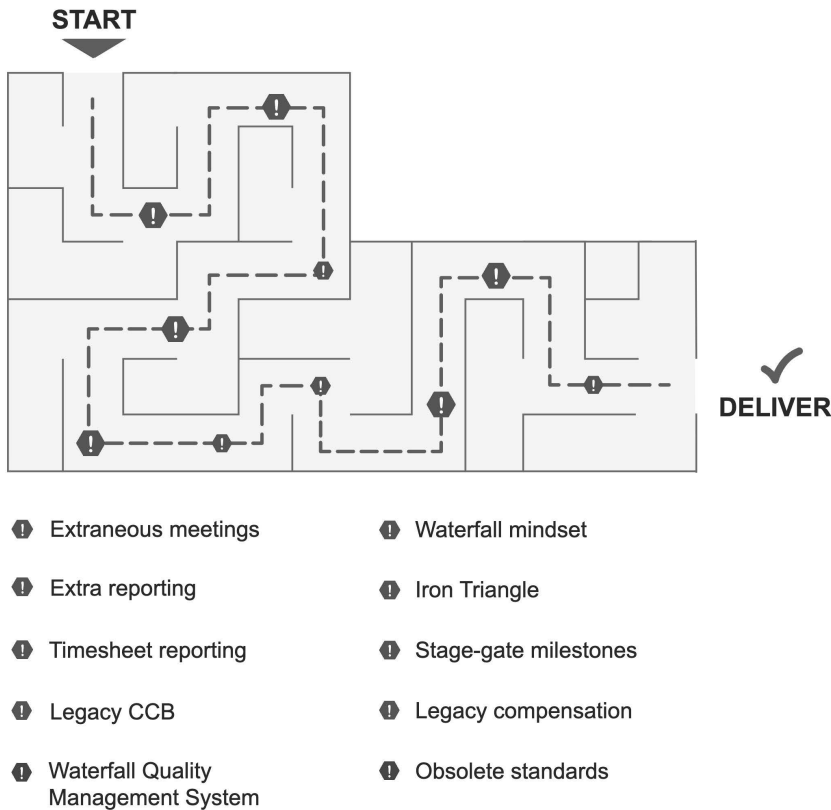 START
DELIVER
Extraneous meetings
Extra reporting
Timesheet reporting
Legacy CCB
Waterfall Quality
Management System
Waterfall mindset
Iron Triangle
Stage-gate milestones
Legacy compensation
Obsolete standards